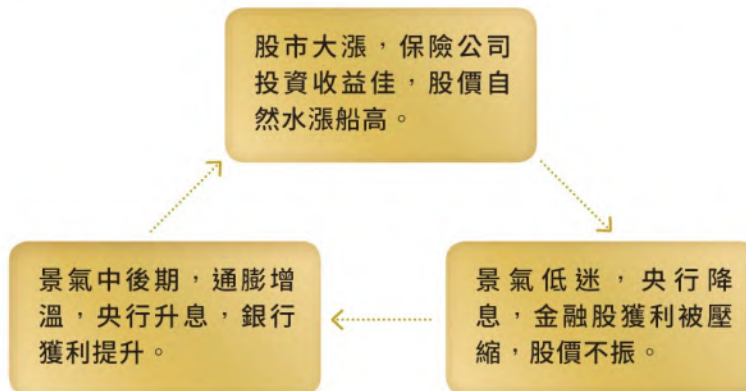 股市大漲，保險公司
投資收益佳，股價自
然水漲船高。
景氣中後期，通膨增
溫，央行升息，銀行
獲利提升。
景氣低迷，央行降
息，金融股獲利被壓
縮，股價不振。